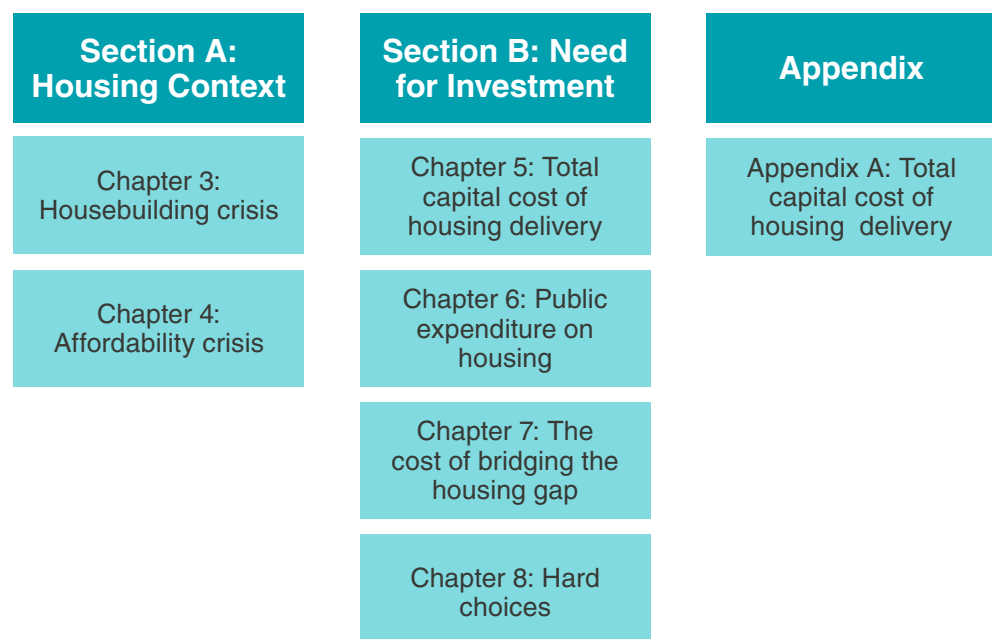 Section A:
Housing Context
Chapter 3:
Housebuilding crisis
Chapter 4:
Affordability crisis
Section B: Need
for Investment
Chapter 5: Total
capital cost of
housing delivery
Chapter 6: Public
expenditure on
housing
Chapter 7: The
cost of bridging the
housing gap
Chapter 8: Hard
choices
Appendix
Appendix A: Total
capital cost of
housing delivery